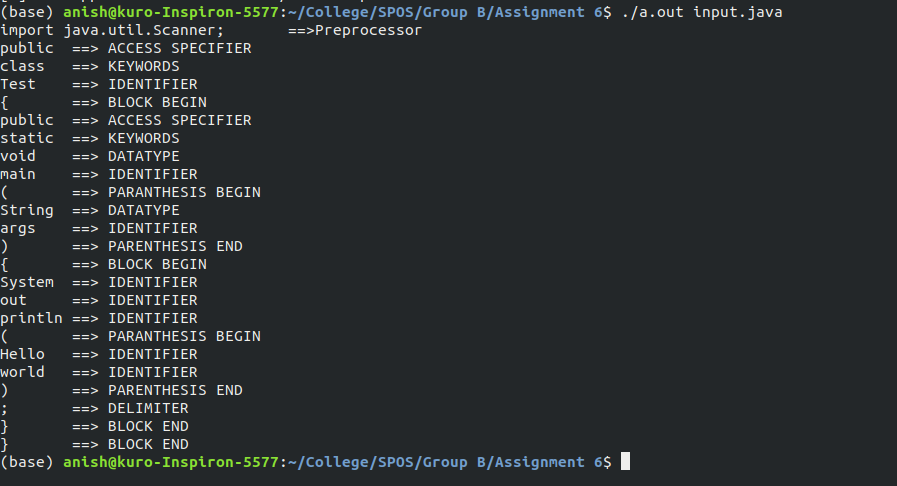 (base) anish@kuro-Inspiron-5577:~/College/SPOS/Group B/Assignment 6$ ./a.out input.java
import java.util.Scanner; ==>Preprocessor
public ==> ACCESS SPECIFIER
class ==> KEYWORDS
Test ==> IDENTIFIER
{ ==> BLOCK BEGIN
public ==> ACCESS SPECIFIER
static ==> KEYWORDS
void ==> DATATYPE
main ==> IDENTIFIER
( ==> PARANTHESIS BEGIN
String ==> DATATYPE
args ==> IDENTIFIER
) ==> PARENTHESIS END
{ ==> BLOCK BEGIN
System ==> IDENTIFIER
out ==> IDENTIFIER
println ==> IDENTIFIER
( ==> PARANTHESIS BEGIN
Hello ==> IDENTIFIER
world ==> IDENTIFIER
) ==> PARENTHESIS END
; ==> DELIMITER
} ==> BLOCK END
} ==> BLOCK END
(base) anish@kuro-Inspiron-5577:~/College/SPOS/Group B/Assignment 6$